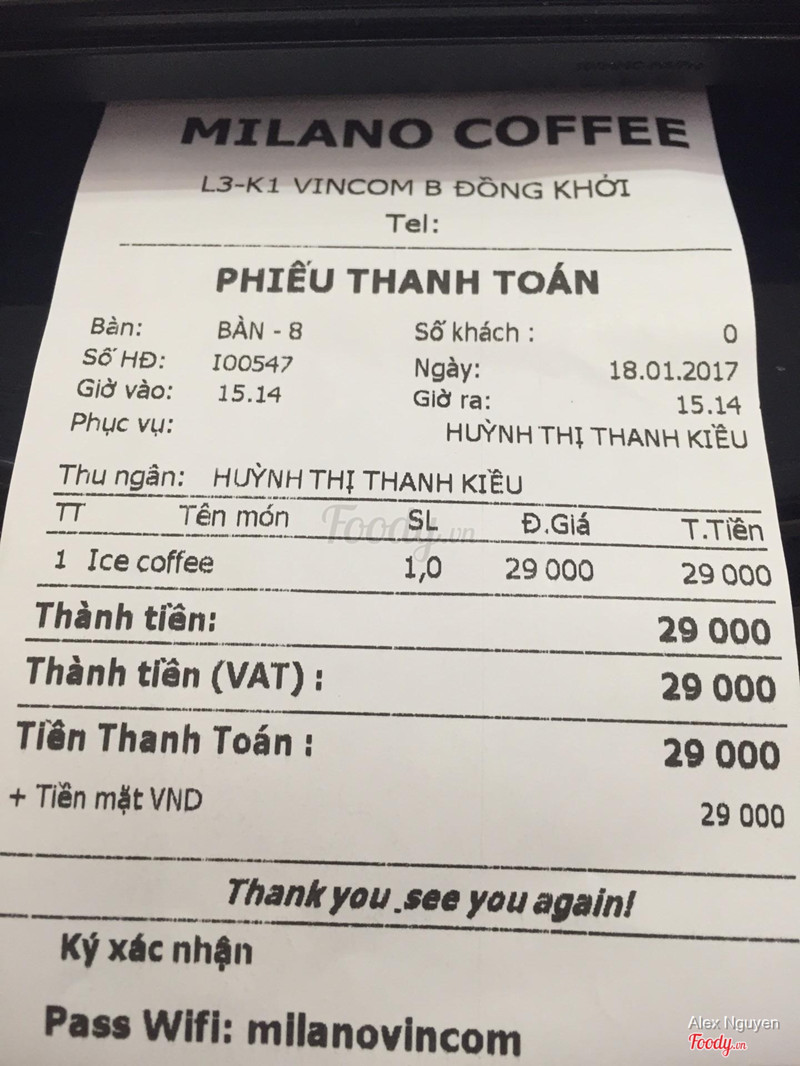 MILANO COFFEE
L3-K1 VINCOM B ĐỒNG KHỞI
Tel:
PHIẾU THANH TOÁN
Bàn: BÀN - 8 Số khách : 0
Số HĐ: I00547 Ngày: 18.01.2017
Giờ vào: 15.14 Giờ ra: 15.14
Phục vụ: HUỲNH THỊ THANH KIỀU
Thu ngân: HUỲNH THỊ THANH KIỀU
TT Tên món SL Đ.Giá T.Tiền
1 Ice coffee 1,0 29 000 29 000
Thành tiền: 29 000
Thành tiền (VAT) : 29 000
Tiền Thanh Toán : 29 000
+ Tiền mặt VND 29 000
Thank you .see you again!
Ký xác nhận
Pass Wifi: milanovincom
Foody.vn
Alex Nguyen
Foody.vn